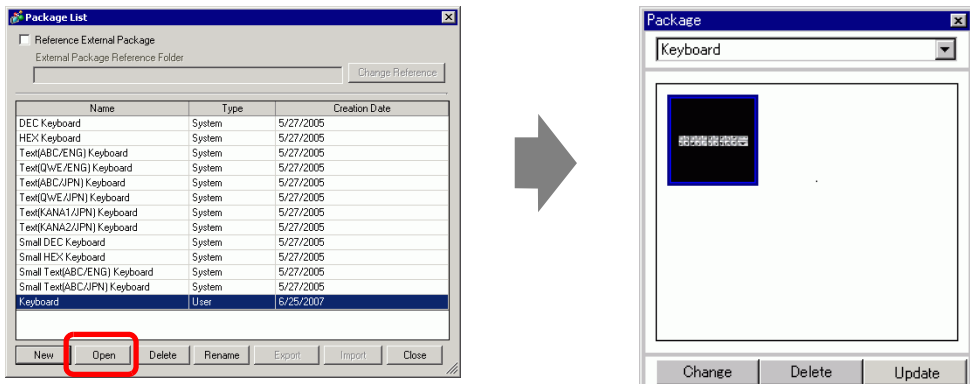 Package List
Reference External Package
External Package Reference Folder
Change Reference
Name Type Creation Date
DEC Keyboard System 5/27/2005
HEX Keyboard System 5/27/2005
Text(ABC/ENG) Keyboard System 5/27/2005
Text(QWE/ENG) Keyboard System 5/27/2005
Text(ABC/JPN) Keyboard System 5/27/2005
Text(QWE/JPN) Keyboard System 5/27/2005
Text(KANA1/JPN) Keyboard System 5/27/2005
Text(KANA2/JPN) Keyboard System 5/27/2005
Small DEC Keyboard System 5/27/2005
Small HEX Keyboard System 5/27/2005
Small Text(ABC/ENG) Keyboard System 5/27/2005
Small Text(ABC/JPN) Keyboard System 5/27/2005
Keyboard User 6/25/2007
New Open Delete Rename Export Import Close
Package
Keyboard
Change Delete Update